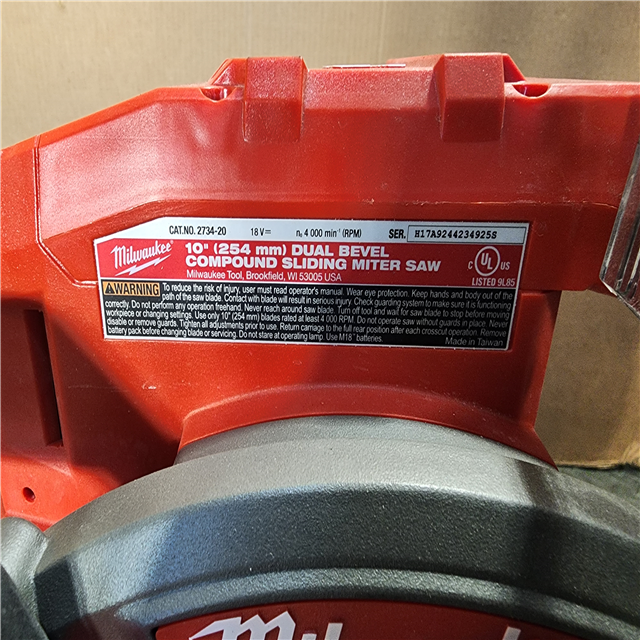 CAT.NO. 2734-20 18 V⎓ n₀ 4 000 min⁻¹ (RPM) SER. H17A9244234925S
Milwaukee
10" (254 mm) DUAL BEVEL
COMPOUND SLIDING MITER SAW
Milwaukee Tool, Brookfield, WI 53005 USA
C UL US
LISTED 9L85
WARNING To reduce the risk of injury, user must read operator's manual. Wear eye protection. Keep hands and body out of the
path of the saw blade. Contact with blade will result in serious injury. Check guarding system to make sure it is functioning
correctly. Do not perform any operation freehand. Never reach around saw blade. Turn off tool and wait for saw blade to stop before moving
workpiece or changing settings. Use only 10" (254 mm) blades rated at least 4 000 RPM. Do not operate saw without guards in place. Never
disable or remove guards. Tighten all adjustments prior to use. Return carriage to the full rear position after each crosscut operation. Remove
battery pack before changing blade or servicing. Do not stare at operating lamp. Use M18™ batteries.
Made in Taiwan